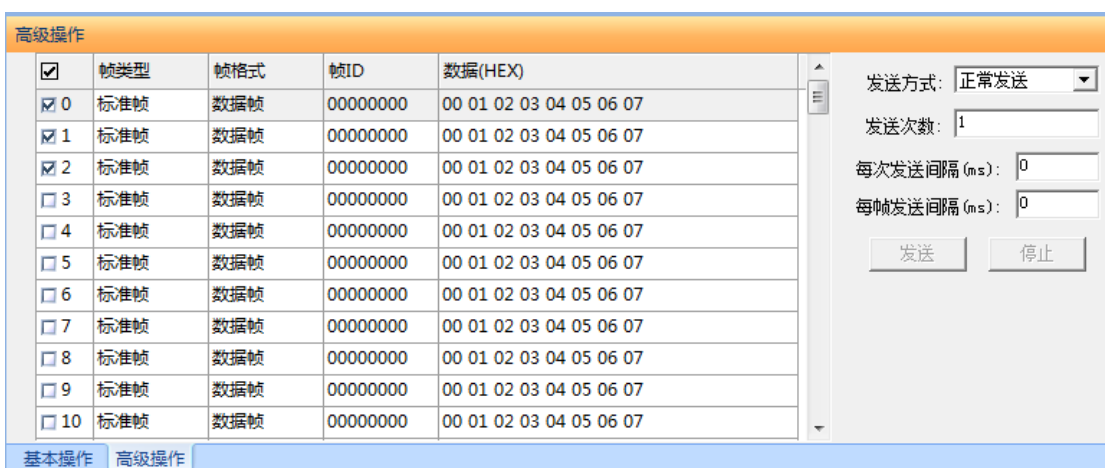 高级操作
帧类型 帧格式 帧ID 数据(HEX)
0 标准帧 数据帧 00000000 00 01 02 03 04 05 06 07
1 标准帧 数据帧 00000000 00 01 02 03 04 05 06 07
2 标准帧 数据帧 00000000 00 01 02 03 04 05 06 07
3 标准帧 数据帧 00000000 00 01 02 03 04 05 06 07
4 标准帧 数据帧 00000000 00 01 02 03 04 05 06 07
5 标准帧 数据帧 00000000 00 01 02 03 04 05 06 07
6 标准帧 数据帧 00000000 00 01 02 03 04 05 06 07
7 标准帧 数据帧 00000000 00 01 02 03 04 05 06 07
8 标准帧 数据帧 00000000 00 01 02 03 04 05 06 07
9 标准帧 数据帧 00000000 00 01 02 03 04 05 06 07
10 标准帧 数据帧 00000000 00 01 02 03 04 05 06 07
发送方式: 正常发送
发送次数: 1
每次发送间隔(ms): 0
每帧发送间隔(ms): 0
发送 停止
基本操作 高级操作